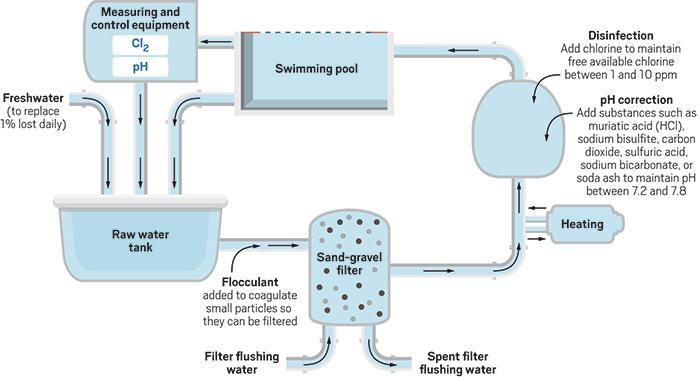 Measuring and
control equipment
Cl2
pH
Swimming pool
Disinfection
Add chlorine to maintain
free available chlorine
between 1 and 10 ppm
Freshwater
(to replace
1% lost daily)
pH correction
Add substances such as
muriatic acid (HCl),
sodium bisulfite, carbon
dioxide, sulfuric acid,
sodium bicarbonate, or
soda ash to maintain pH
between 7.2 and 7.8
Raw water
tank
Heating
Sand-gravel
filter
Flocculant
added to coagulate
small particles so
they can be filtered
Filter flushing
water
Spent filter
flushing water